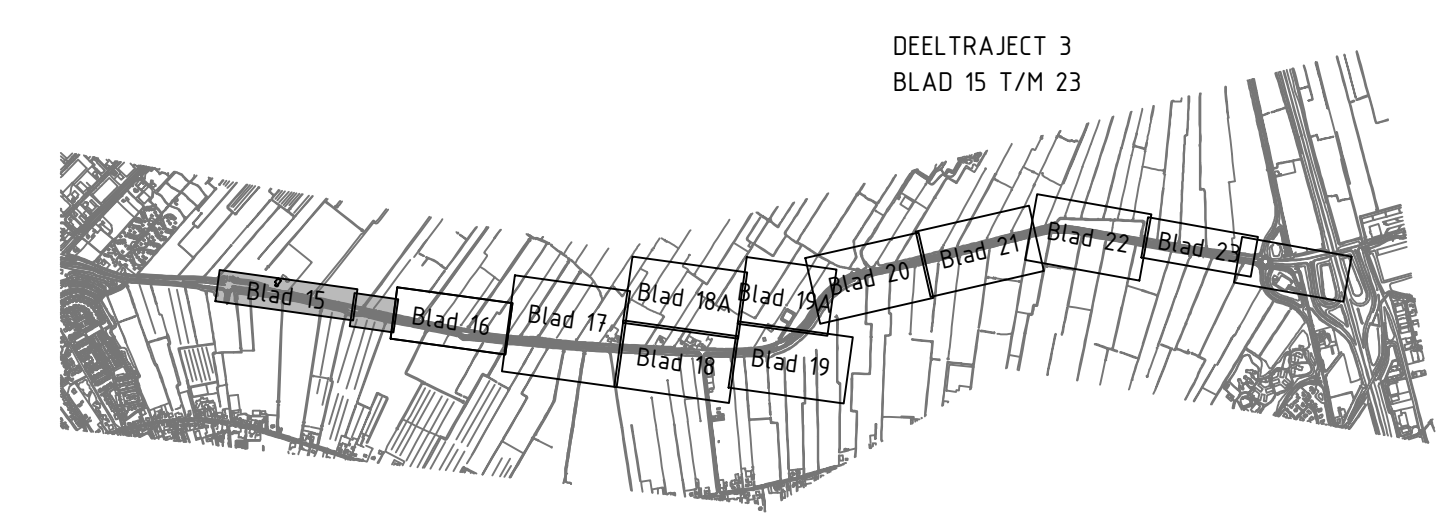 DEELTRAJECT 3
BLAD 15 T/M 23
Blad 15
Blad 16
Blad 17
Blad 18A
Blad 18
Blad 19A
Blad 19
Blad 20
Blad 21
Blad 22
Blad 23